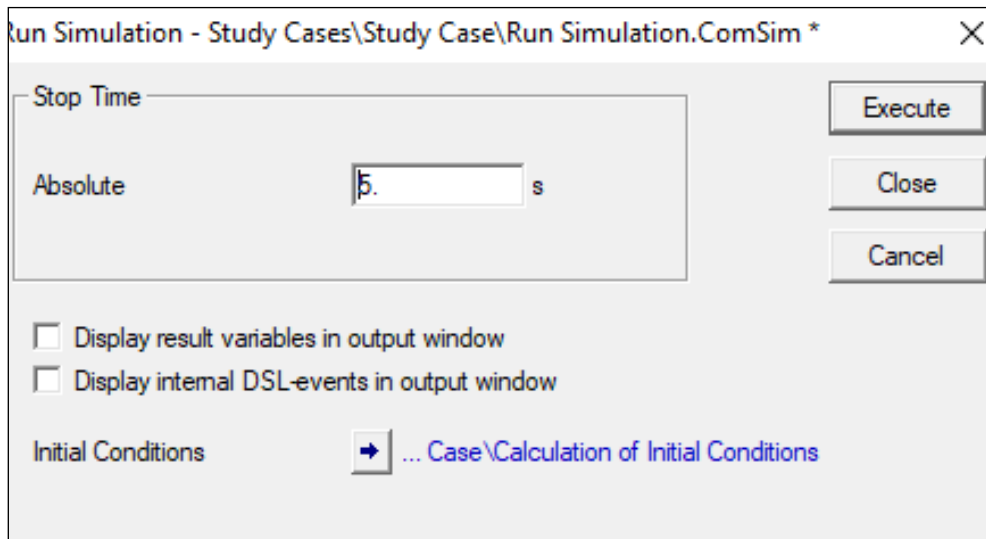 Run Simulation - Study Cases\Study Case\Run Simulation.ComSim *
Stop Time
Execute
Absolute
5.
s
Close
Cancel
Display result variables in output window
Display internal DSL-events in output window
Initial Conditions
... Case\Calculation of Initial Conditions